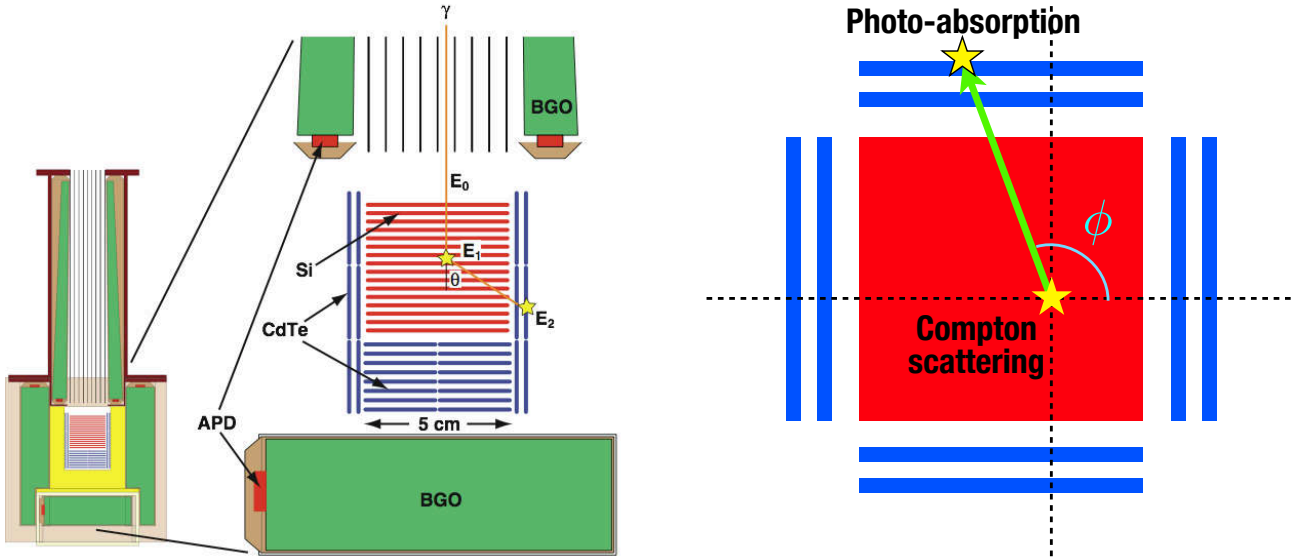 γ
BGO
E₀
E₁
Si
θ
E₂
CdTe
APD
5 cm
BGO
Photo-absorption
ϕ
Compton
scattering